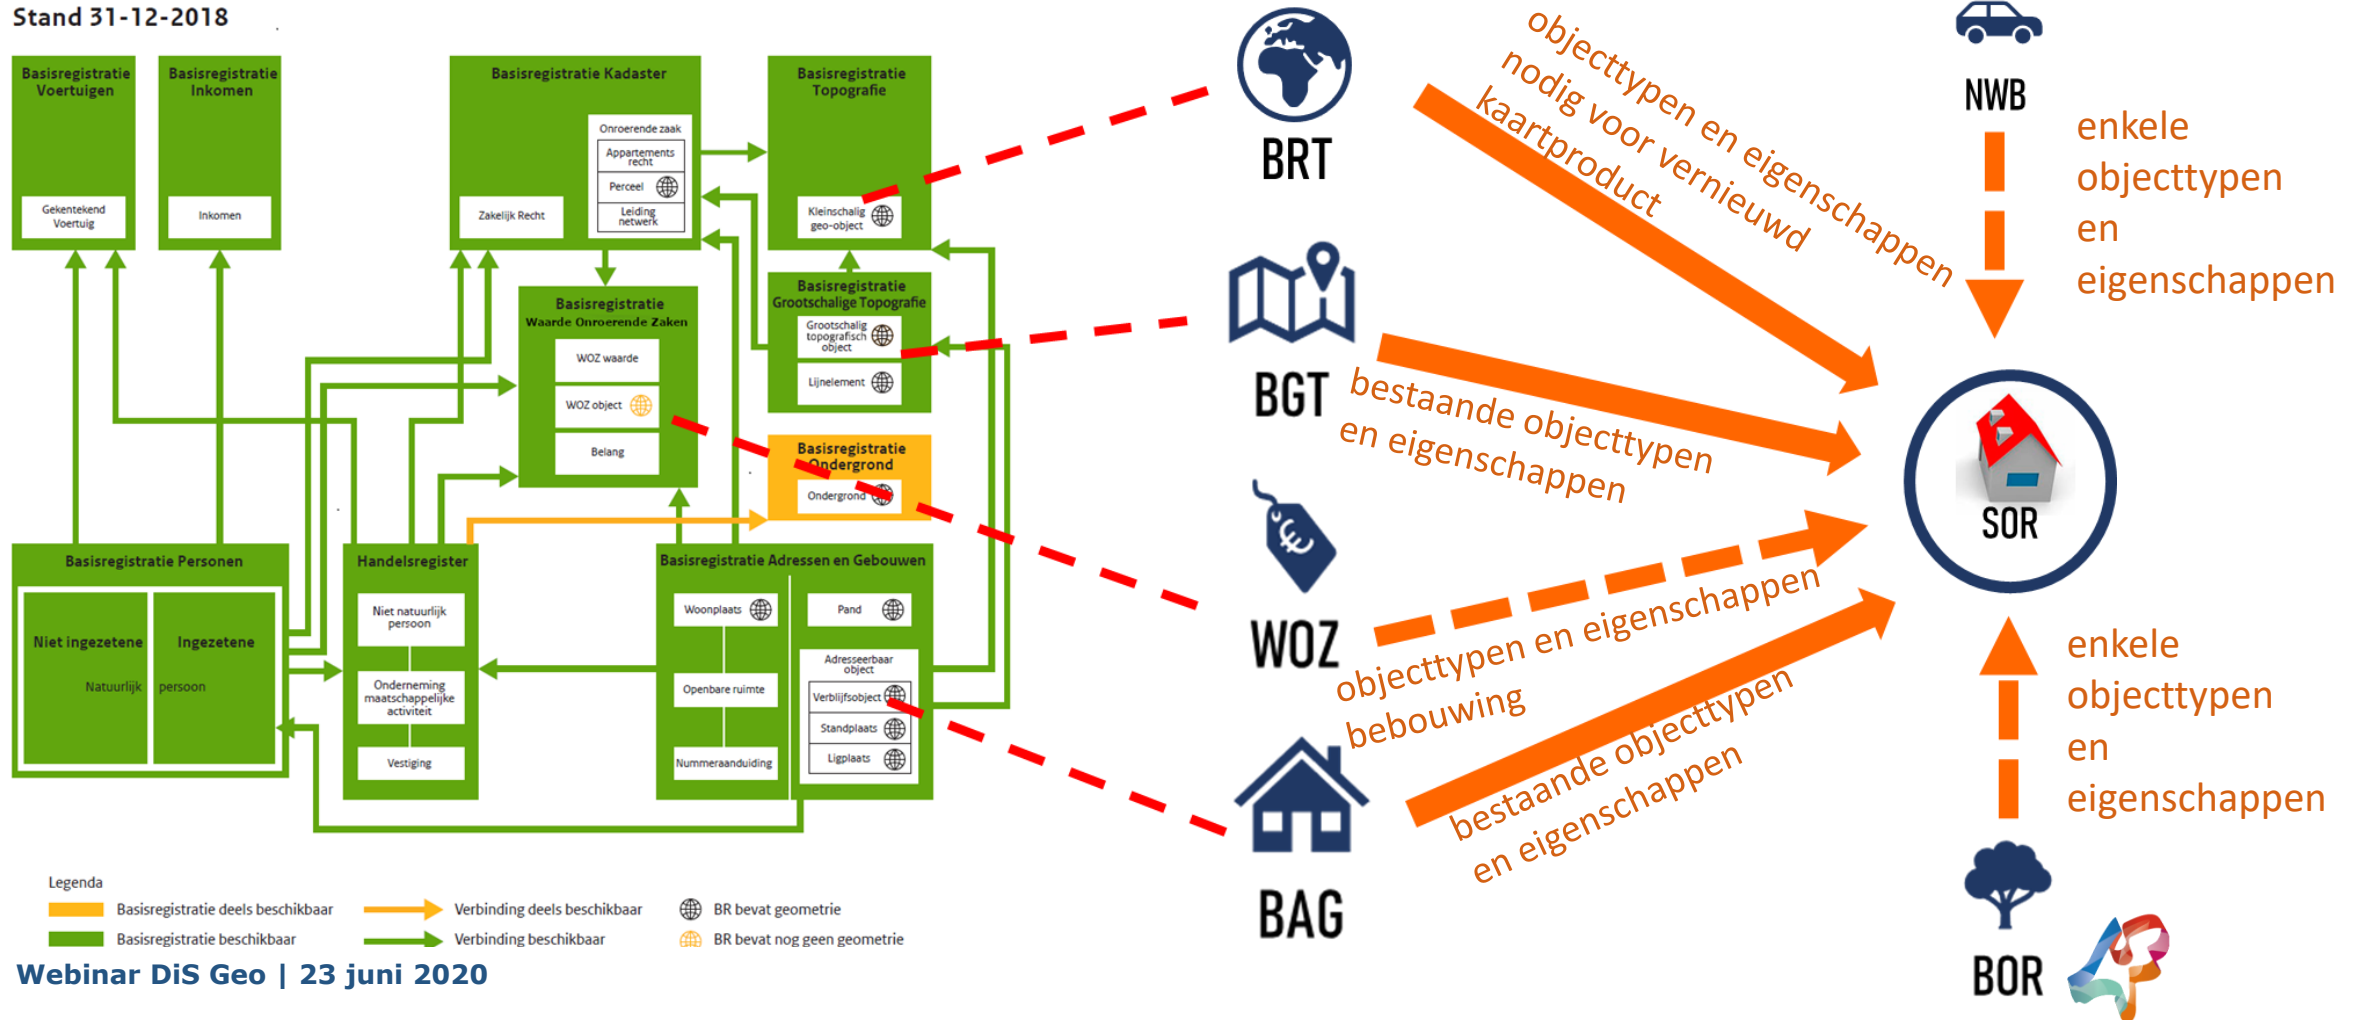 Stand 31-12-2018
Basisregistratie
Voertuigen
Gekentekend
Voertuig
Basisregistratie
Inkomen
Inkomen
Basisregistratie Kadaster
Zakelijk Recht
Onroerende zaak
Appartements
recht
Perceel
Leiding
netwerk
Basisregistratie
Topografie
Kleinschalig
geo-object
Basisregistratie
Grootschalige Topografie
Grootschalig
topografisch
object
Lijnelement
Basisregistratie
Waarde Onroerende Zaken
WOZ waarde
WOZ object
Belang
Basisregistratie
Ondergrond
Ondergrond
Basisregistratie Personen
Niet ingezetene
Ingezetene
Natuurlijk
persoon
Handelsregister
Niet natuurlijk
persoon
Onderneming
maatschappelijke
activiteit
Vestiging
Basisregistratie Adressen en Gebouwen
Woonplaats
Openbare ruimte
Nummeraanduiding
Pand
Adresseerbaar
object
Verblijfsobject
Standplaats
Ligplaats
Legenda
Basisregistratie deels beschikbaar
Basisregistratie beschikbaar
Verbinding deels beschikbaar
Verbinding beschikbaar
BR bevat geometrie
BR bevat nog geen geometrie
Webinar DiS Geo | 23 juni 2020
BRT
objecttypen en eigenschappen
nodig voor vernieuwd
kaartproduct
BGT
bestaande objecttypen
en eigenschappen
WOZ
objecttypen en eigenschappen
bebouwing
BAG
bestaande objecttypen
en eigenschappen
NWB
enkele
objecttypen
en
eigenschappen
SOR
enkele
objecttypen
en
eigenschappen
BOR